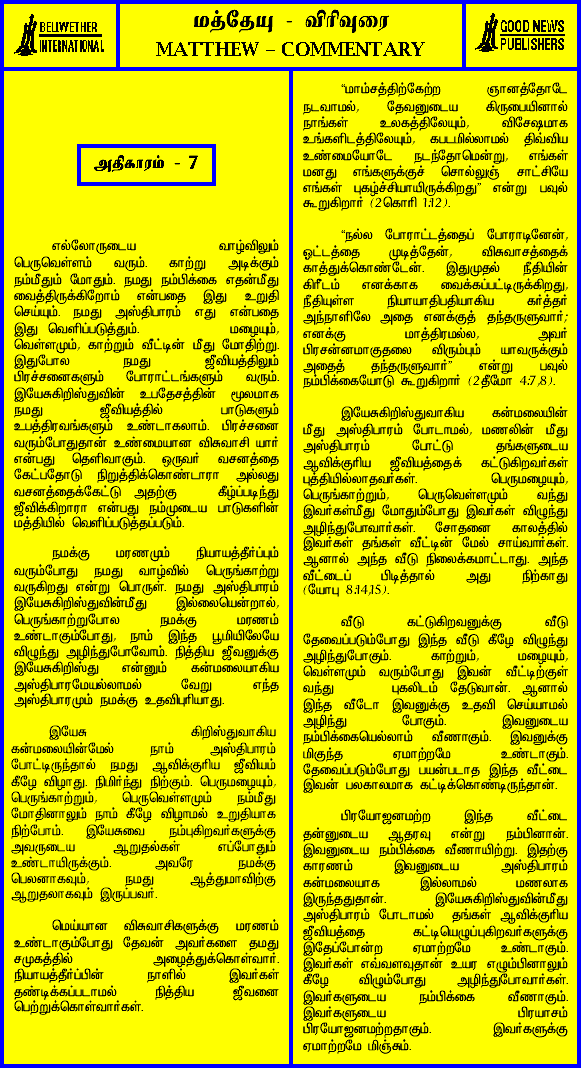 BELLWETHER
INTERNATIONAL
மத்தேயு - விரிவுரை
MATTHEW – COMMENTARY
GOOD NEWS
PUBLISHERS
அதிகாரம் - 7
எல்லோருடைய வாழ்விலும்
பெருவெள்ளம் வரும். காற்று அடிக்கும்
நம்மீதும் மோதும். நமது நம்பிக்கை எதன்மீது
வைத்திருக்கிறோம் என்பதை இது உறுதி
செய்யும். நமது அஸ்திபாரம் எது என்பதை
இது வெளிப்படுத்தும். மழையும்,
வெள்ளமும், காற்றும் வீட்டின் மீது மோதிற்று.
இதுபோல நமது ஜீவியத்திலும்
பிரச்சனைகளும் போராட்டங்களும் வரும்.
இயேசுகிறிஸ்துவின் உபதேசத்தின் மூலமாக
நமது ஜீவியத்தில் பாடுகளும்
உபத்திரவங்களும் உண்டாகலாம். பிரச்சனை
வரும்போதுதான் உண்மையான விசுவாசி யார்
என்பது தெளிவாகும். ஒருவர் வசனத்தை
கேட்பதோடு நிறுத்திக்கொண்டாரா அல்லது
வசனத்தைக்கேட்டு அதற்கு கீழ்ப்படிந்து
ஜீவிக்கிறாரா என்பது நம்முடைய பாடுகளின்
மத்தியில் வெளிப்படுத்தப்படும்.
நமக்கு மரணமும் நியாயத்தீர்ப்பும்
வரும்போது நமது வாழ்வில் பெருங்காற்று
வருகிறது என்று பொருள். நமது அஸ்திபாரம்
இயேசுகிறிஸ்துவின்மீது இல்லையென்றால்,
பெருங்காற்றுபோல நமக்கு மரணம்
உண்டாகும்போது, நாம் இந்த பூமியிலேயே
விழுந்து அழிந்துபோவோம். நித்திய ஜீவனுக்கு
இயேசுகிறிஸ்து என்னும் கன்மலையாகிய
அஸ்திபாரமேயல்லாமல் வேறு எந்த
அஸ்திபாரமும் நமக்கு உதவிபுரியாது.
இயேசு கிறிஸ்துவாகிய
கன்மலையின்மேல் நாம் அஸ்திபாரம்
போட்டிருந்தால் நமது ஆவிக்குரிய ஜீவியம்
கீழே விழாது. நிமிர்ந்து நிற்கும். பெருமழையும்,
பெருங்காற்றும், பெருவெள்ளமும் நம்மீது
மோதினாலும் நாம் கீழே விழாமல் உறுதியாக
நிற்போம். இயேசுவை நம்புகிறவர்களுக்கு
அவருடைய ஆறுதல்கள் எப்போதும்
உண்டாயிருக்கும். அவரே நமக்கு
பெலனாகவும், நமது ஆத்துமாவிற்கு
ஆறுதலாகவும் இருப்பவர்.
மெய்யான விசுவாசிகளுக்கு மரணம்
உண்டாகும்போது தேவன் அவர்களை தமது
சமுகத்தில் அழைத்துக்கொள்வார்.
நியாயத்தீர்ப்பின் நாளில் இவர்கள்
தண்டிக்கப்படாமல் நித்திய ஜீவனை
பெற்றுக்கொள்வார்கள்.
“மாம்சத்திற்கேற்ற ஞானத்தோடே
நடவாமல், தேவனுடைய கிருபையினால்
நாங்கள் உலகத்திலேயும், விசேஷமாக
உங்களிடத்திலேயும், கபடமில்லாமல் திவ்விய
உண்மையோடே நடந்தோமென்று, எங்கள்
மனது எங்களுக்குச் சொல்லுஞ் சாட்சியே
எங்கள் புகழ்ச்சியாயிருக்கிறது” என்று பவுல்
கூறுகிறார் (2கொரி 1:12).
“நல்ல போராட்டத்தைப் போராடினேன்,
ஓட்டத்தை முடித்தேன், விசுவாசத்தைக்
காத்துக்கொண்டேன். இதுமுதல் நீதியின்
கிரீடம் எனக்காக வைக்கப்பட்டிருக்கிறது,
நீதியுள்ள நியாயாதிபதியாகிய கர்த்தர்
அந்நாளிலே அதை எனக்குத் தந்தருளுவார்;
எனக்கு மாத்திரமல்ல, அவர்
பிரசன்னமாகுதலை விரும்பும் யாவருக்கும்
அதைத் தந்தருளுவார்” என்று பவுல்
நம்பிக்கையோடு கூறுகிறார் (2தீமோ 4:7,8).
இயேசுகிறிஸ்துவாகிய கன்மலையின்
மீது அஸ்திபாரம் போடாமல், மணலின் மீது
அஸ்திபாரம் போட்டு தங்களுடைய
ஆவிக்குரிய ஜீவியத்தைக் கட்டுகிறவர்கள்
புத்தியில்லாதவர்கள். பெருமழையும்,
பெருங்காற்றும், பெருவெள்ளமும் வந்து
இவர்கள்மீது மோதும்போது இவர்கள் விழுந்து
அழிந்துபோவார்கள். சோதனை காலத்தில்
இவர்கள் தங்கள் வீட்டின் மேல் சாய்வார்கள்.
ஆனால் அந்த வீடு நிலைக்கமாட்டாது. அந்த
வீட்டைப் பிடித்தால் அது நிற்காது
(யோபு 8:14,15).
வீடு கட்டுகிறவனுக்கு வீடு
தேவைப்படும்போது இந்த வீடு கீழே விழுந்து
அழிந்துபோகும். காற்றும், மழையும்,
வெள்ளமும் வரும்போது இவன் வீட்டிற்குள்
வந்து புகலிடம் தேடுவான். ஆனால்
இந்த வீடோ இவனுக்கு உதவி செய்யாமல்
அழிந்து போகும். இவனுடைய
நம்பிக்கையெல்லாம் வீணாகும். இவனுக்கு
மிகுந்த ஏமாற்றமே உண்டாகும்.
தேவைப்படும்போது பயன்படாத இந்த வீட்டை
இவன் பலகாலமாக கட்டிக்கொண்டிருந்தான்.
பிரயோஜனமற்ற இந்த வீட்டை
தன்னுடைய ஆதரவு என்று நம்பினான்.
இவனுடைய நம்பிக்கை வீணாயிற்று. இதற்கு
காரணம் இவனுடைய அஸ்திபாரம்
கன்மலையாக இல்லாமல் மணலாக
இருந்ததுதான். இயேசுகிறிஸ்துவின்மீது
அஸ்திபாரம் போடாமல் தங்கள் ஆவிக்குரிய
ஜீவியத்தை கட்டியெழுப்புகிறவர்களுக்கு
இதேப்போன்ற ஏமாற்றமே உண்டாகும்.
இவர்கள் எவ்வளவுதான் உயர எழும்பினாலும்
கீழே விழும்போது அழிந்துபோவார்கள்.
இவர்களுடைய நம்பிக்கை வீணாகும்.
இவர்களுடைய பிரயாசம்
பிரயோஜனமற்றதாகும். இவர்களுக்கு
ஏமாற்றமே மிஞ்சும்.